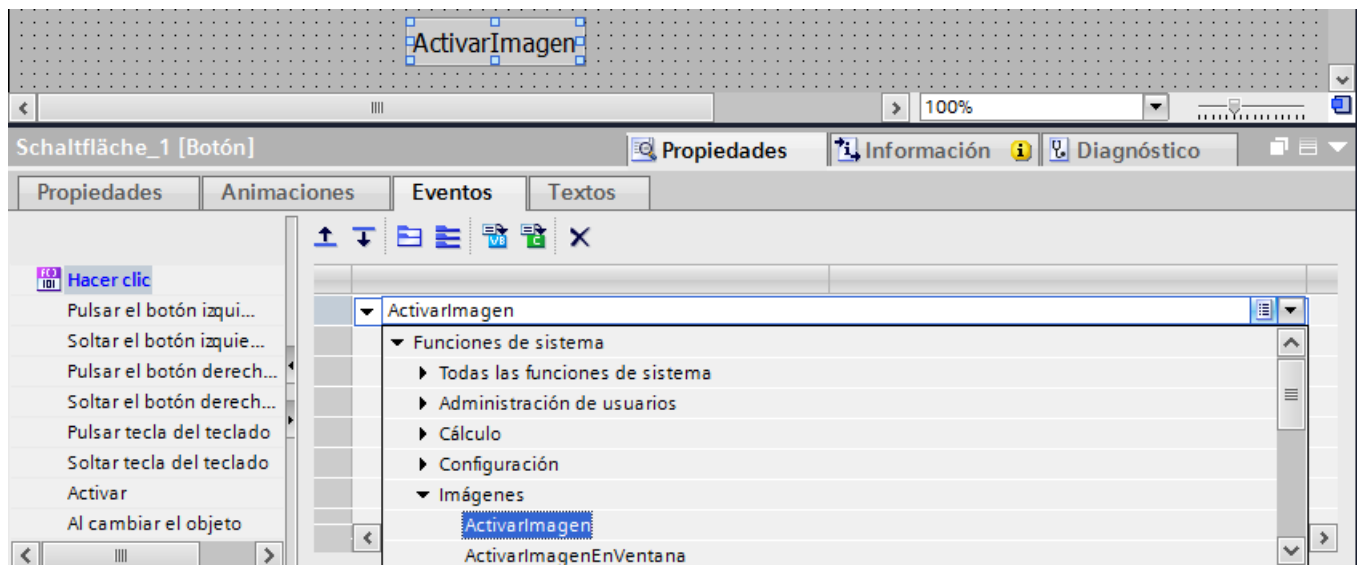 ActivarImagen
100%
Schaltfläche_1 [Botón]
Propiedades
Información
Diagnóstico
Propiedades
Animaciones
Eventos
Textos
Hacer clic
Pulsar el botón izqui...
Soltar el botón izquie...
Pulsar el botón derech...
Soltar el botón derech...
Pulsar tecla del teclado
Soltar tecla del teclado
Activar
Al cambiar el objeto
ActivarImagen
Funciones de sistema
Todas las funciones de sistema
Administración de usuarios
Cálculo
Configuración
Imágenes
ActivarImagen
ActivarImagenEnVentana